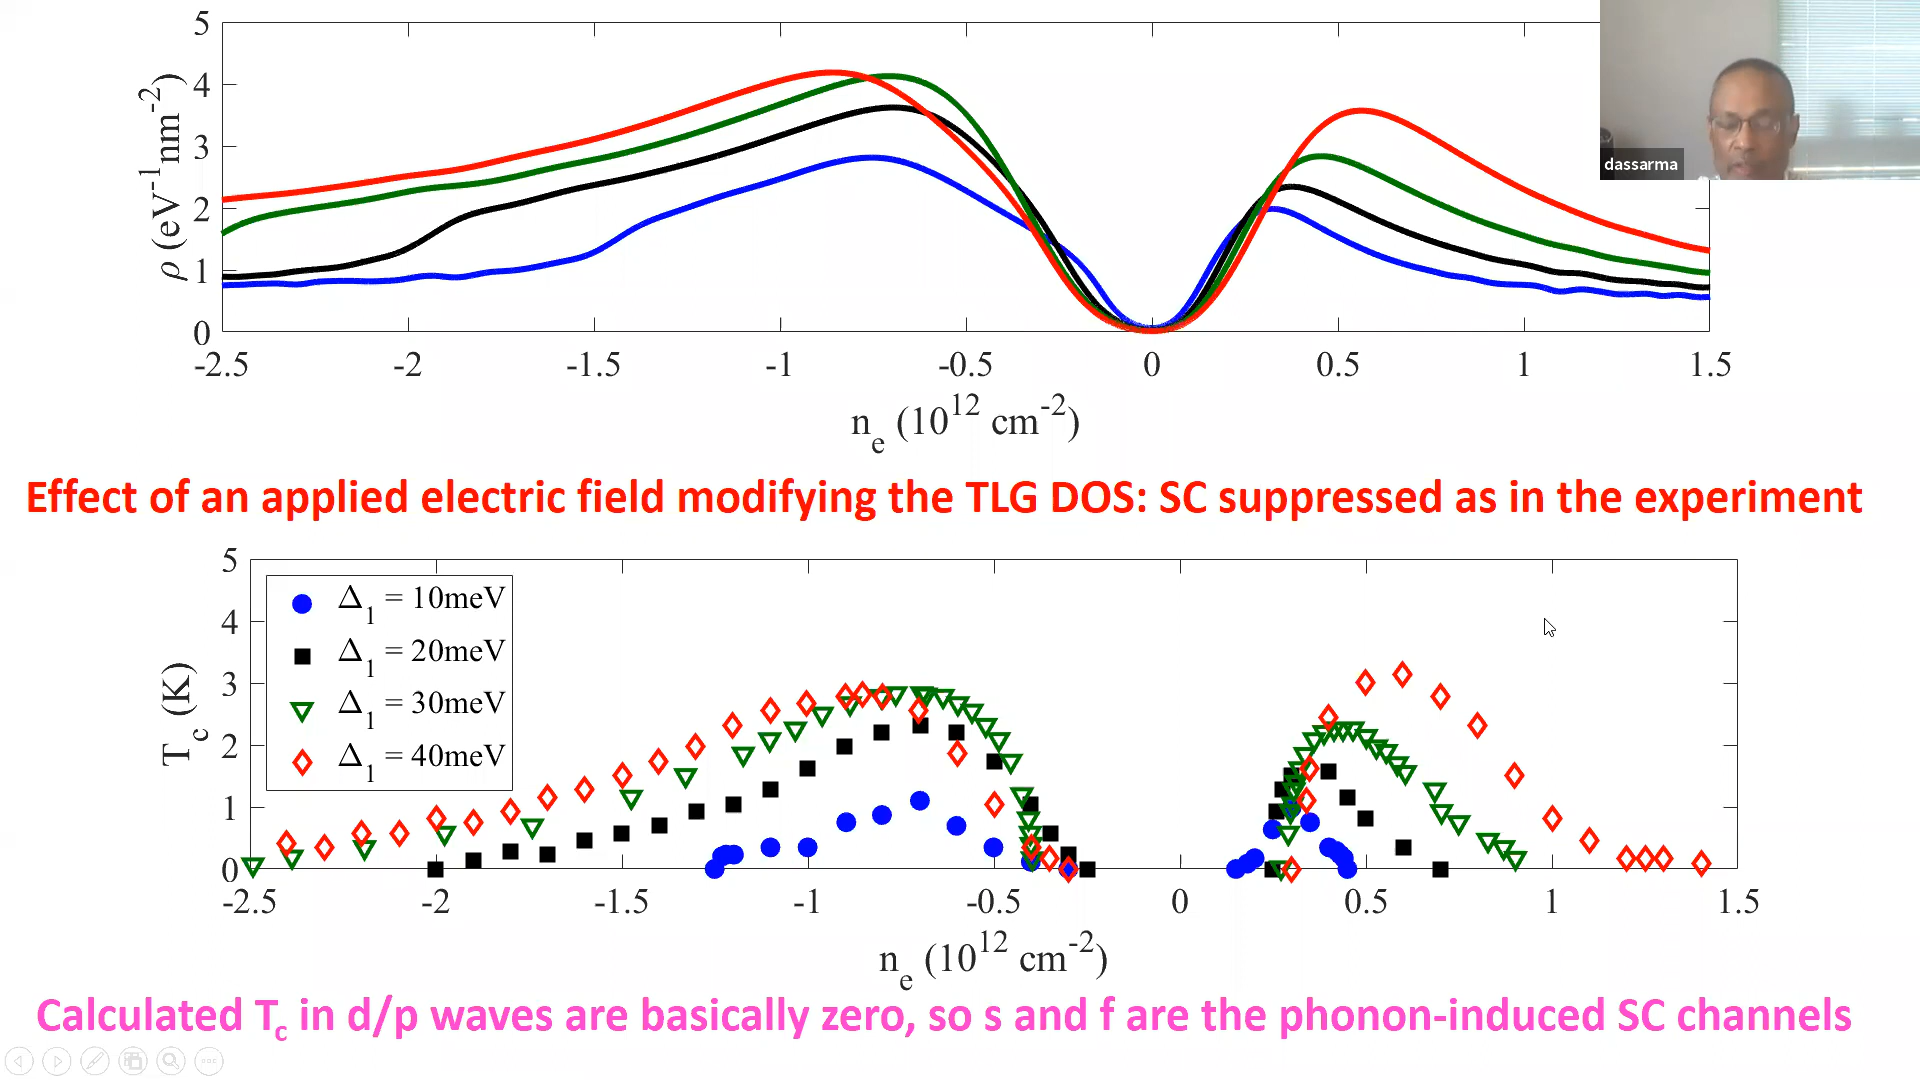 5
4
3
2
1
0
ρ (eV⁻¹nm⁻²)
-2.5 -2 -1.5 -1 -0.5 0 0.5 1 1.5
nₑ (10¹² cm⁻²)
dassarma
Effect of an applied electric field modifying the TLG DOS: SC suppressed as in the experiment
5
4
3
2
1
0
T_c (K)
Δ₁ = 10meV
Δ₁ = 20meV
Δ₁ = 30meV
Δ₁ = 40meV
-2.5 -2 -1.5 -1 -0.5 0 0.5 1 1.5
nₑ (10¹² cm⁻²)
Calculated T_c in d/p waves are basically zero, so s and f are the phonon-induced SC channels